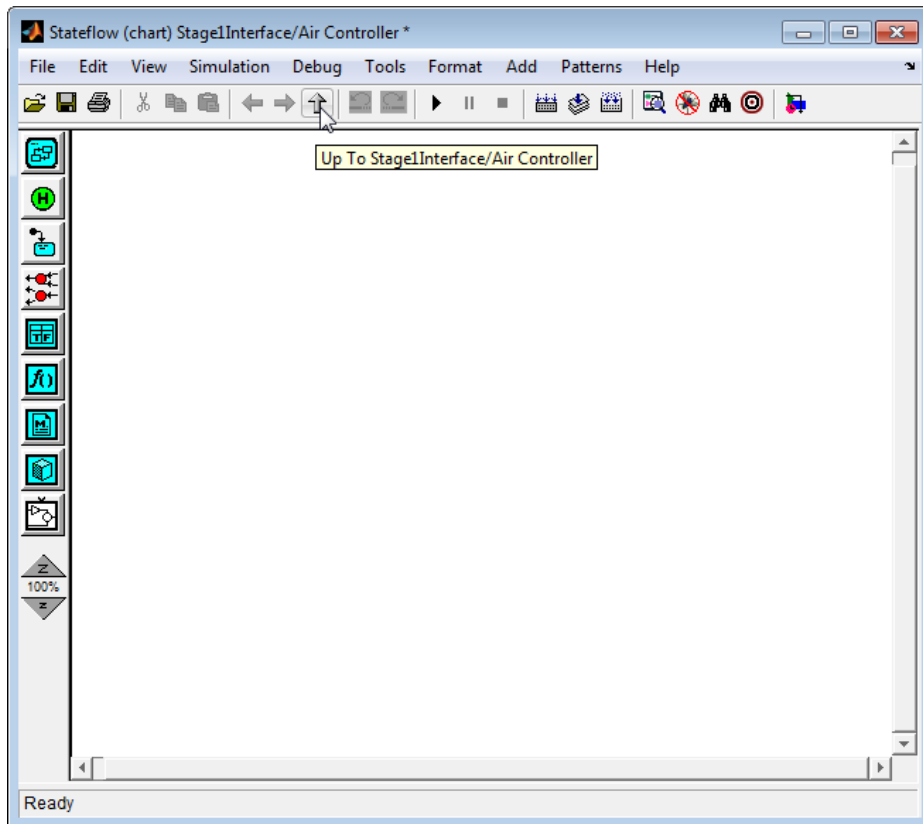 Stateflow (chart) Stage1Interface/Air Controller *
File Edit View Simulation Debug Tools Format Add Patterns Help
Up To Stage1Interface/Air Controller
H
TF
f()
M
Z
100%
z
Ready